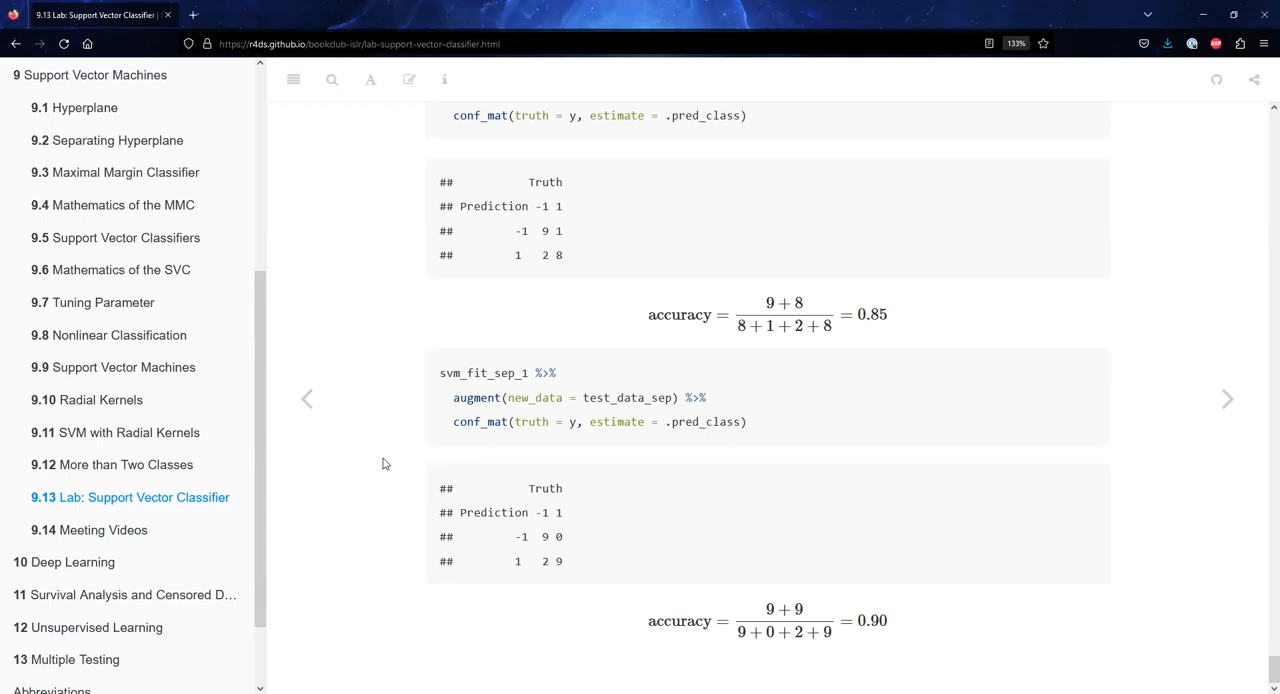 9.13 Lab: Support Vector Classifier |
https://r4ds.github.io/bookclub-islr/lab-support-vector-classifier.html
133%
ABP
9 Support Vector Machines
9.1 Hyperplane
9.2 Separating Hyperplane
9.3 Maximal Margin Classifier
9.4 Mathematics of the MMC
9.5 Support Vector Classifiers
9.6 Mathematics of the SVC
9.7 Tuning Parameter
9.8 Nonlinear Classification
9.9 Support Vector Machines
9.10 Radial Kernels
9.11 SVM with Radial Kernels
9.12 More than Two Classes
9.13 Lab: Support Vector Classifier
9.14 Meeting Videos
10 Deep Learning
11 Survival Analysis and Censored D…
12 Unsupervised Learning
13 Multiple Testing
Abbreviations
A
i
conf_mat(truth = y, estimate = .pred_class)
## Truth
## Prediction -1 1
## -1 9 1
## 1 2 8
accuracy = 9 + 8 / 8 + 1 + 2 + 8 = 0.85
svm_fit_sep_1 %>%
augment(new_data = test_data_sep) %>%
conf_mat(truth = y, estimate = .pred_class)
## Truth
## Prediction -1 1
## -1 9 0
## 1 2 9
accuracy = 9 + 9 / 9 + 0 + 2 + 9 = 0.90